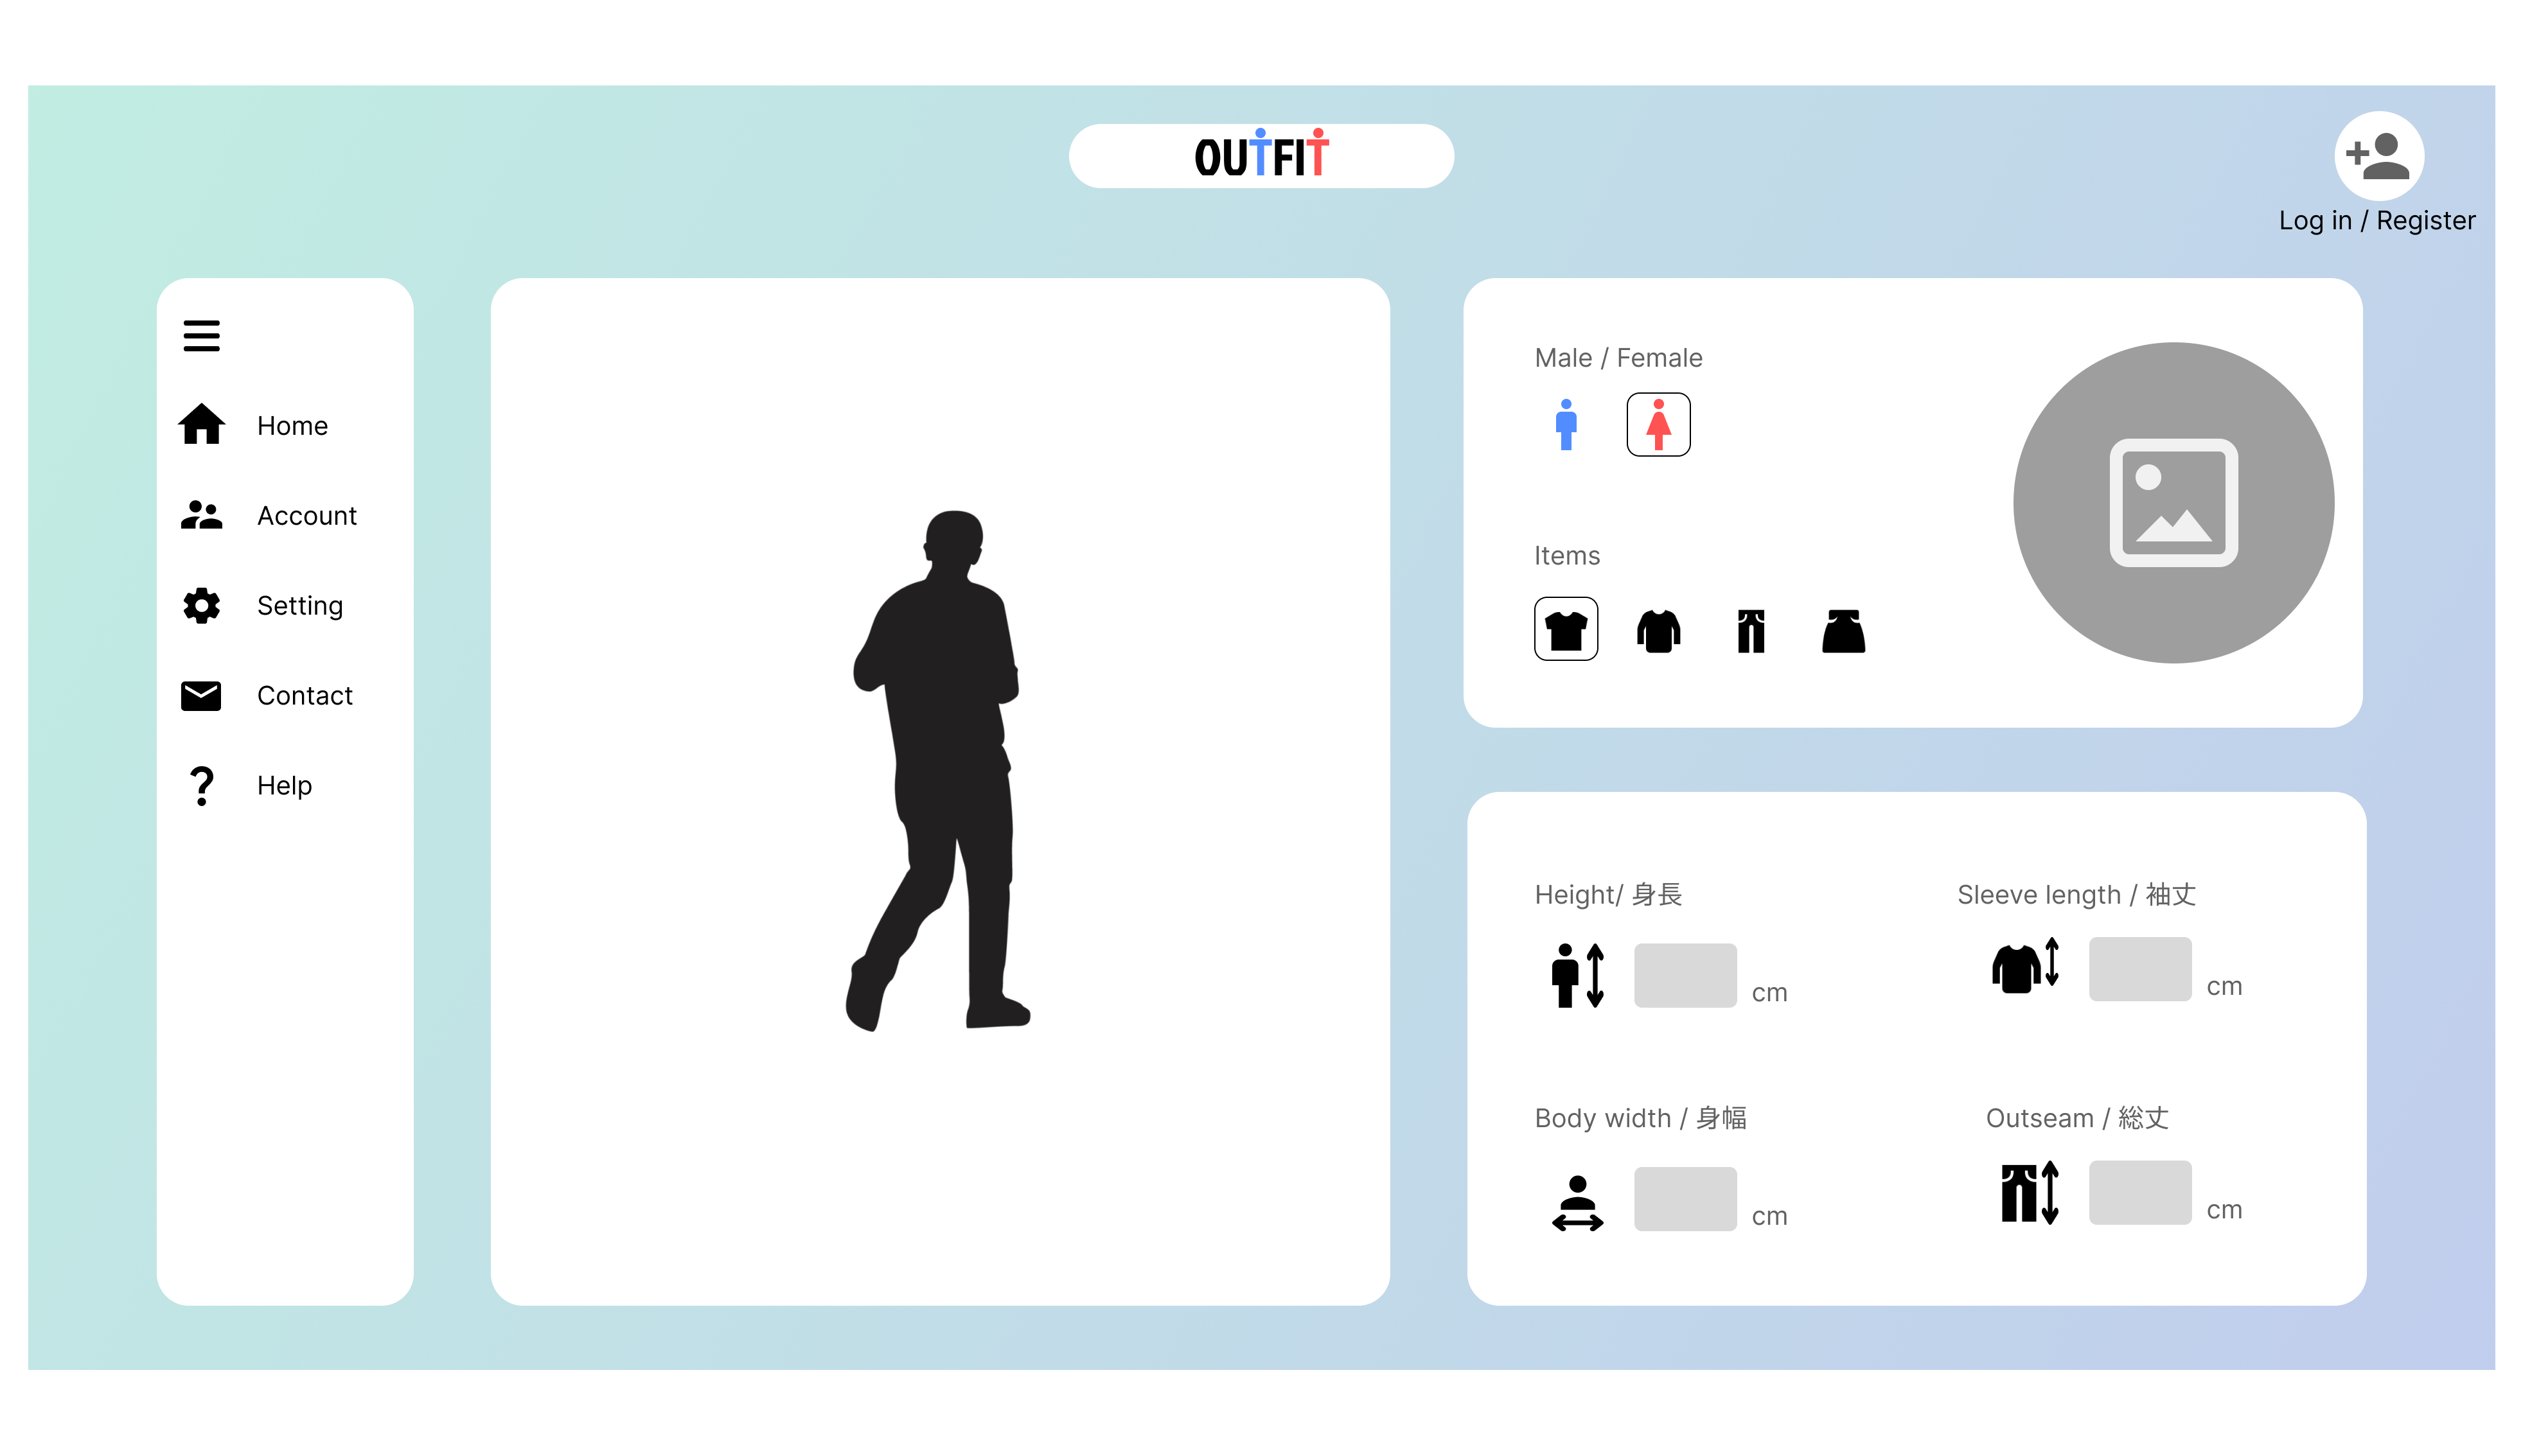 OUTFIT
Log in / Register
Home
Account
Setting
Contact
Help
Male / Female
Items
Height/ 身長
cm
Sleeve length / 袖丈
cm
Body width / 身幅
cm
Outseam / 総丈
cm